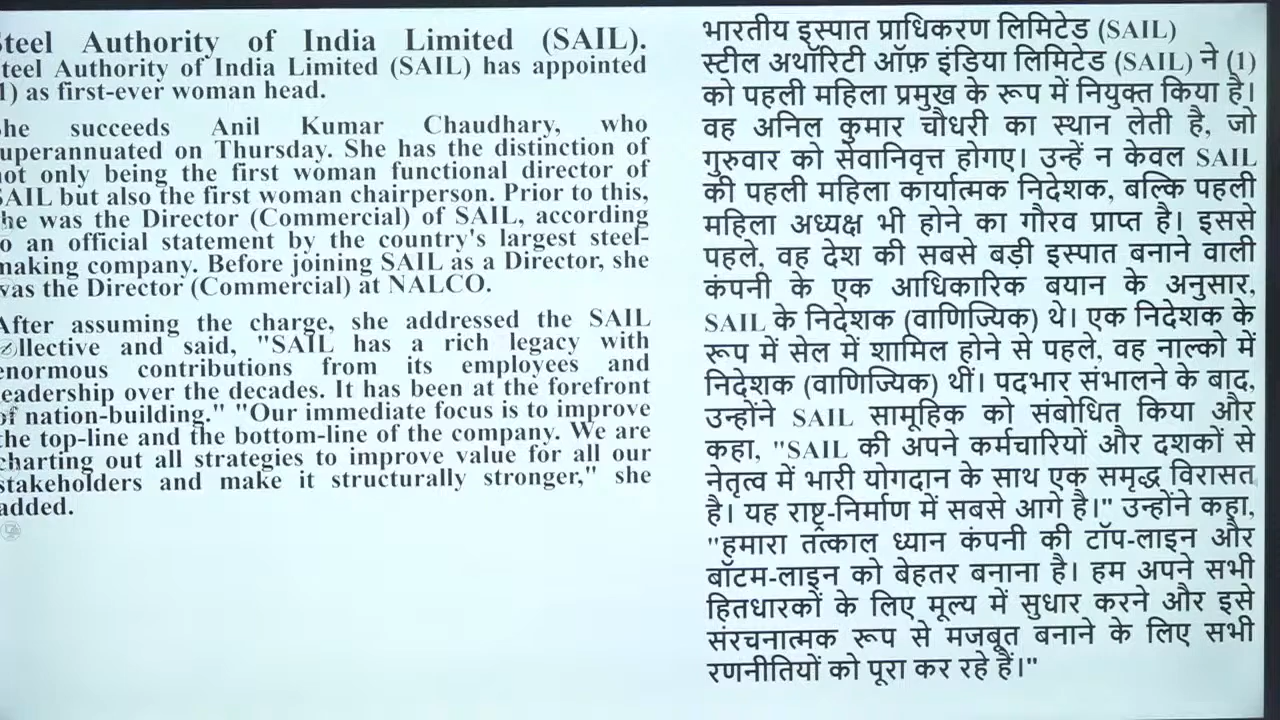 teel Authority of India Limited (SAIL).
teel Authority of India Limited (SAIL) has appointed
1) as first-ever woman head.
he succeeds Anil Kumar Chaudhary, who
uperannuated on Thursday. She has the distinction of
not only being the first woman functional director of
SAIL but also the first woman chairperson. Prior to this,
he was the Director (Commercial) of SAIL, according
o an official statement by the country's largest steel-
making company. Before joining SAIL as a Director, she
was the Director (Commercial) at NALCO.
After assuming the charge, she addressed the SAIL
llective and said, "SAIL has a rich legacy with
enormous contributions from its employees and
leadership over the decades. It has been at the forefront
of nation-building." "Our immediate focus is to improve
the top-line and the bottom-line of the company. We are
charting out all strategies to improve value for all our
stakeholders and make it structurally stronger," she
added.
भारतीय इस्पात प्राधिकरण लिमिटेड (SAIL)
स्टील अथॉरिटी ऑफ़ इंडिया लिमिटेड (SAIL) ने (1)
को पहली महिला प्रमुख के रूप में नियुक्त किया है।
वह अनिल कुमार चौधरी का स्थान लेती है, जो
गुरुवार को सेवानिवृत्त होगए। उन्हें न केवल SAIL
की पहली महिला कार्यात्मक निदेशक, बल्कि पहली
महिला अध्यक्ष भी होने का गौरव प्राप्त है। इससे
पहले, वह देश की सबसे बड़ी इस्पात बनाने वाली
कंपनी के एक आधिकारिक बयान के अनुसार,
SAIL के निदेशक (वाणिज्यिक) थे। एक निदेशक के
रूप में सेल में शामिल होने से पहले, वह नाल्को में
निदेशक (वाणिज्यिक) थीं। पदभार संभालने के बाद,
उन्होंने SAIL सामूहिक को संबोधित किया और
कहा, "SAIL की अपने कर्मचारियों और दशकों से
नेतृत्व में भारी योगदान के साथ एक समृद्ध विरासत
है। यह राष्ट्र-निर्माण में सबसे आगे है।" उन्होंने कहा,
"हमारा तत्काल ध्यान कंपनी की टॉप-लाइन और
बॉटम-लाइन को बेहतर बनाना है। हम अपने सभी
हितधारकों के लिए मूल्य में सुधार करने और इसे
संरचनात्मक रूप से मजबूत बनाने के लिए सभी
रणनीतियों को पूरा कर रहे हैं।"